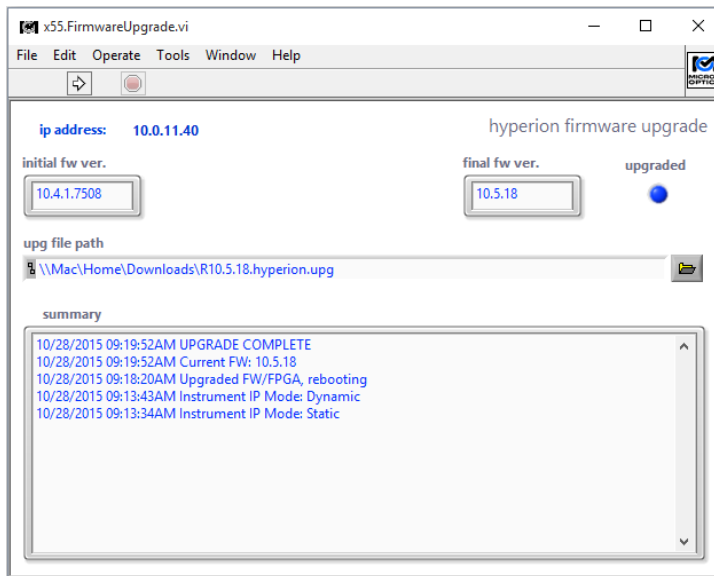 x55.FirmwareUpgrade.vi
File Edit Operate Tools Window Help
MICRO
OPTIC
ip address: 10.0.11.40
hyperion firmware upgrade
initial fw ver.
final fw ver.
upgraded
10.4.1.7508
10.5.18
upg file path
\\Mac\Home\Downloads\R10.5.18.hyperion.upg
summary
10/28/2015 09:19:52AM UPGRADE COMPLETE
10/28/2015 09:19:52AM Current FW: 10.5.18
10/28/2015 09:18:20AM Upgraded FW/FPGA, rebooting
10/28/2015 09:13:43AM Instrument IP Mode: Dynamic
10/28/2015 09:13:34AM Instrument IP Mode: Static